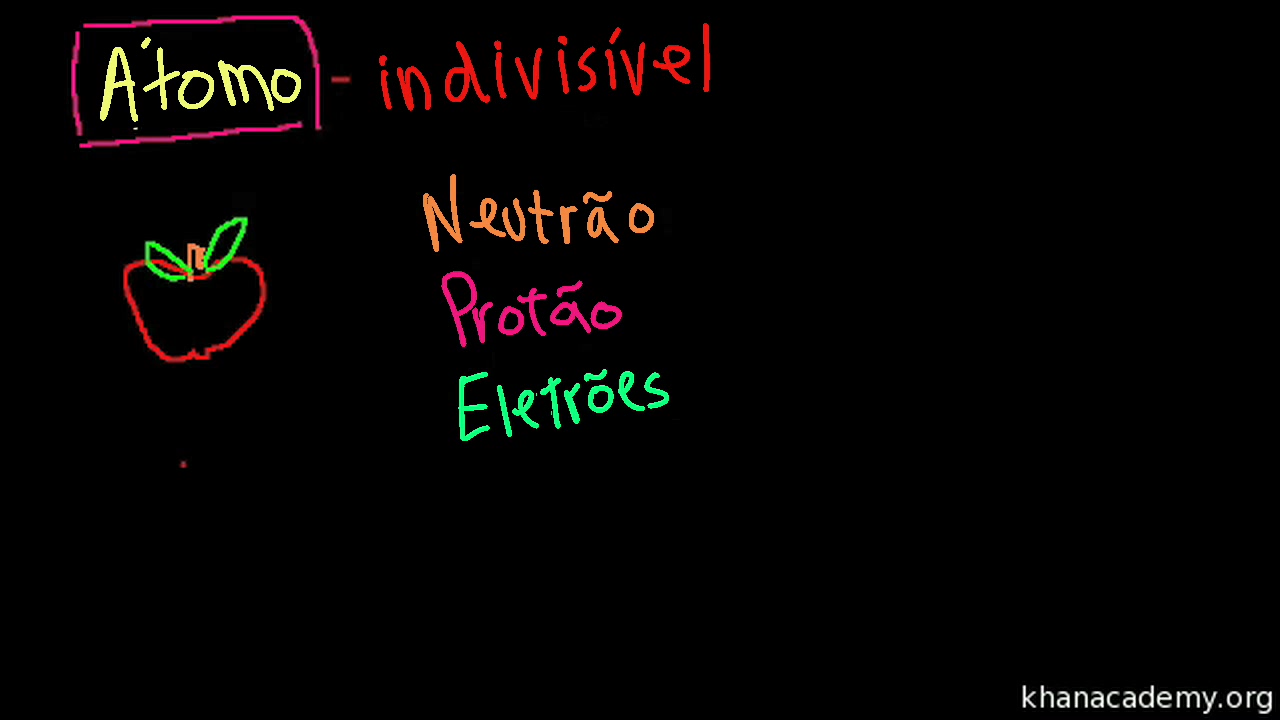 Átomo - indivisível
Neutrão
Protão
Eletrões
khanacademy.org